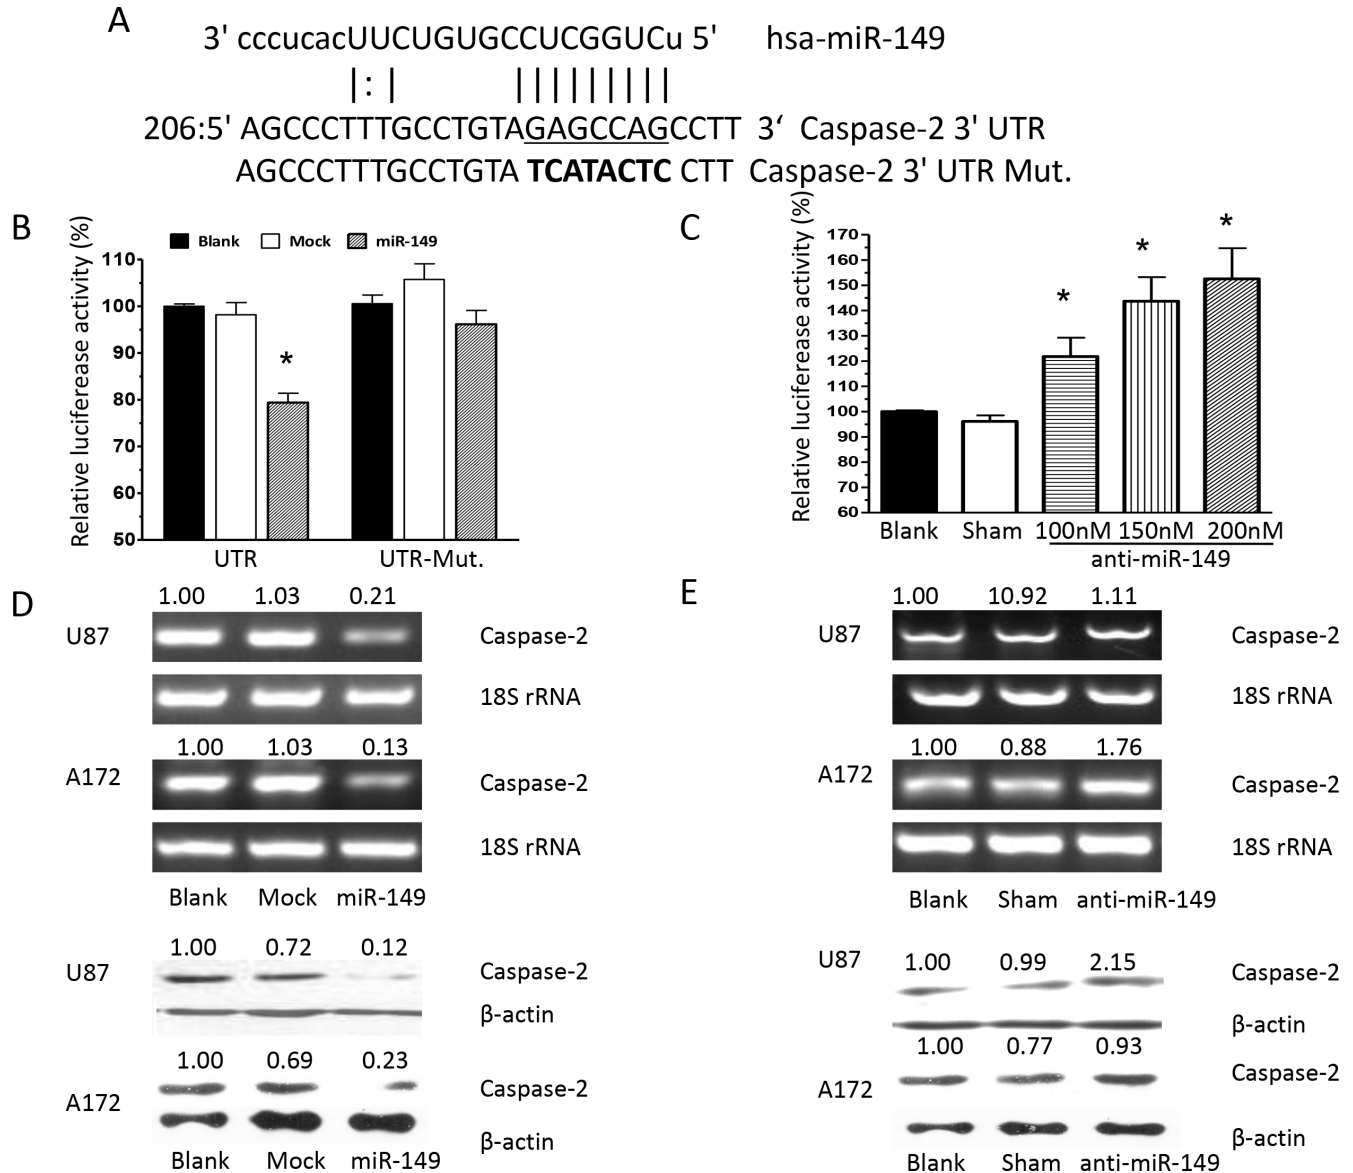 A
3' cccucacUUCUGUGCCUCGGUCu 5' hsa-miR-149
|:| |||||||||
206:5' AGCCCTTTGCCTGTAGAGCCAGCCTT 3‘ Caspase-2 3' UTR
AGCCCTTTGCCTGTA TCATACTC CTT Caspase-2 3' UTR Mut.
B
Relative luciferease activity (%)
Blank Mock miR-149
110
100
90
80
70
60
50
*
UTR UTR-Mut.
C
Relative luciferease activity (%)
170
160
150
140
130
120
110
100
90
80
70
60
* * *
Blank Sham 100nM 150nM 200nM
anti-miR-149
D
1.00 1.03 0.21
U87 Caspase-2
18S rRNA
1.00 1.03 0.13
A172 Caspase-2
18S rRNA
Blank Mock miR-149
1.00 0.72 0.12
U87 Caspase-2
β-actin
1.00 0.69 0.23
A172 Caspase-2
β-actin
Blank Mock miR-149
E
1.00 10.92 1.11
U87 Caspase-2
18S rRNA
1.00 0.88 1.76
A172 Caspase-2
18S rRNA
Blank Sham anti-miR-149
U87 1.00 0.99 2.15 Caspase-2
β-actin
1.00 0.77 0.93
A172 Caspase-2
β-actin
Blank Sham anti-miR-149